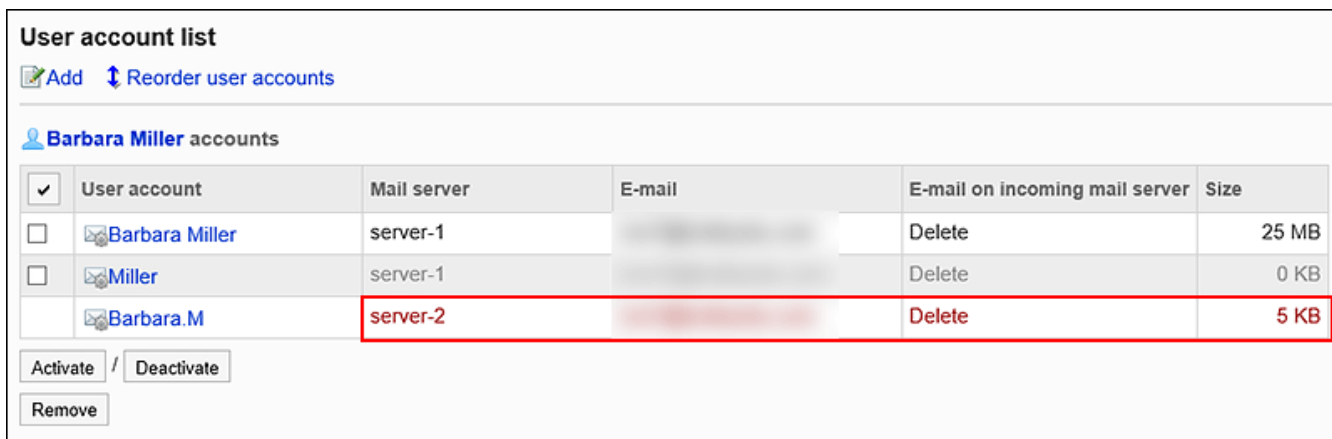 User account list
Add Reorder user accounts
Barbara Miller accounts
User account Mail server E-mail E-mail on incoming mail server Size
Barbara Miller server-1 Delete 25 MB
Miller server-1 Delete 0 KB
Barbara.M server-2 Delete 5 KB
Activate / Deactivate
Remove